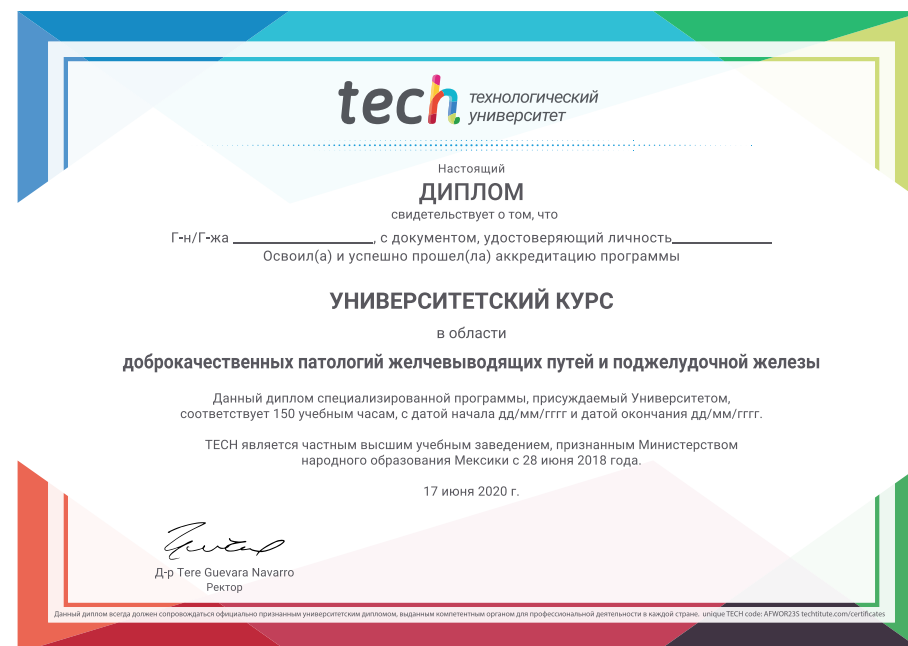 tech технологический
университет
Настоящий
ДИПЛОМ
свидетельствует о том, что
Г-н/Г-жа ____________, с документом, удостоверяющий личность_________
Освоил(а) и успешно прошел(ла) аккредитацию программы
УНИВЕРСИТЕТСКИЙ КУРС
в области
доброкачественных патологий желчевыводящих путей и поджелудочной железы
Данный диплом специализированной программы, присуждаемый Университетом,
соответствует 150 учебным часам, с датой начала дд/мм/гггг и датой окончания дд/мм/гггг.
TECH является частным высшим учебным заведением, признанным Министерством
народного образования Мексики с 28 июня 2018 года.
17 июня 2020 г.
Д-р Tere Guevara Navarro
Ректор
Данный диплом всегда должен сопровождаться официально признанным университетским дипломом, выданным компетентным органом для профессиональной деятельности в каждой стране. unique TECH code: AFWOR23S techtitute.com/certificates